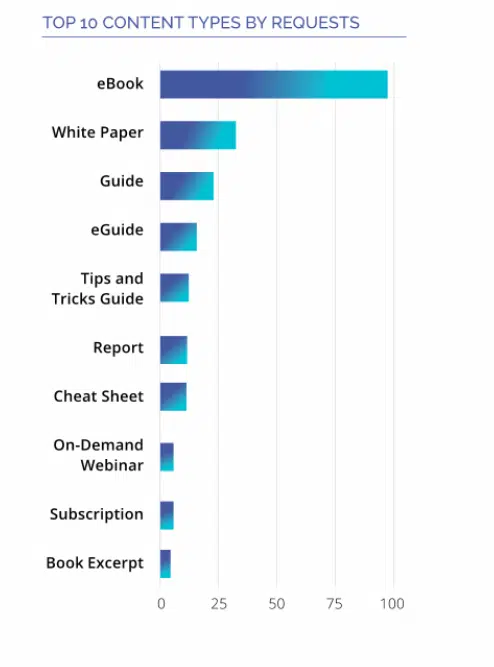 TOP 10 CONTENT TYPES BY REQUESTS
eBook
White Paper
Guide
eGuide
Tips and
Tricks Guide
Report
Cheat Sheet
On-Demand
Webinar
Subscription
Book Excerpt
0 25 50 75 100